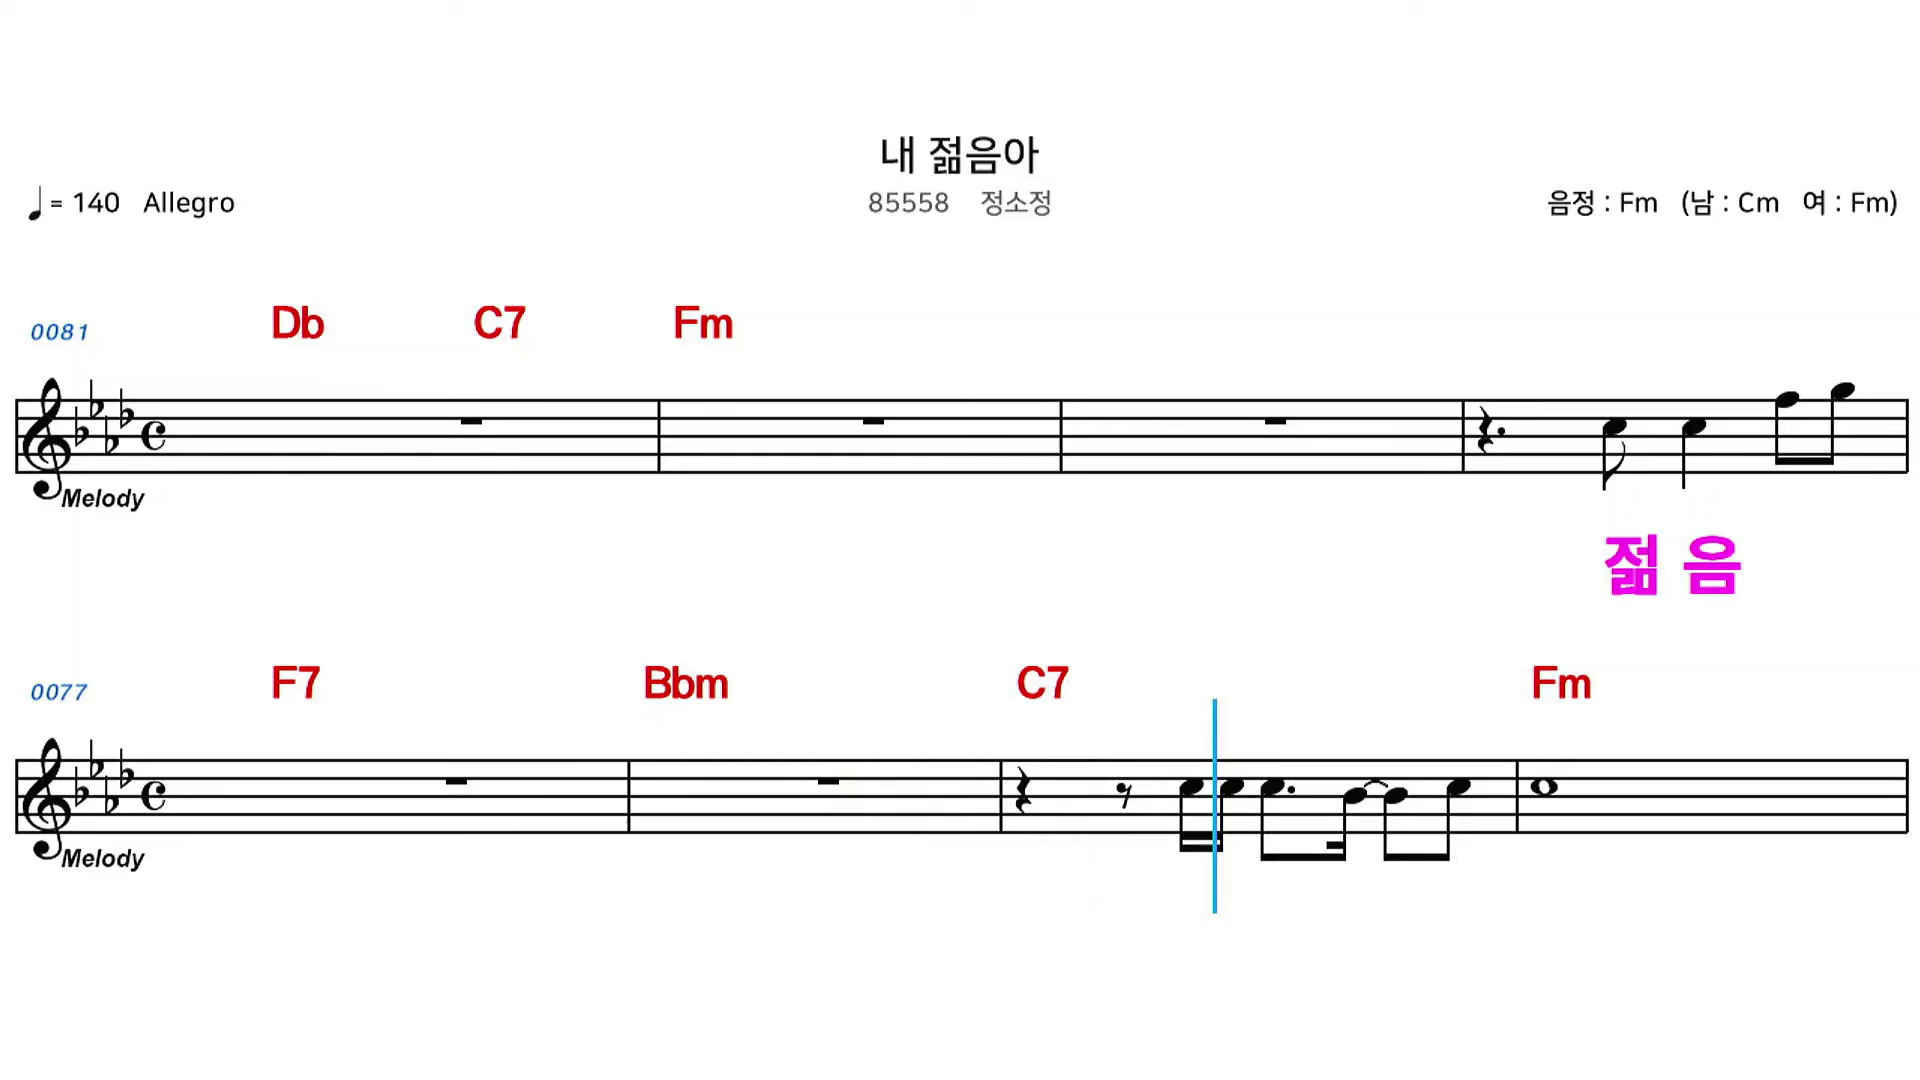 내 젊음아
♩= 140 Allegro 85558 정소정 음정 : Fm (남 : Cm 여 : Fm)
0081 Db C7 Fm
Melody
젊 음
0077 F7 Bbm C7 Fm
Melody